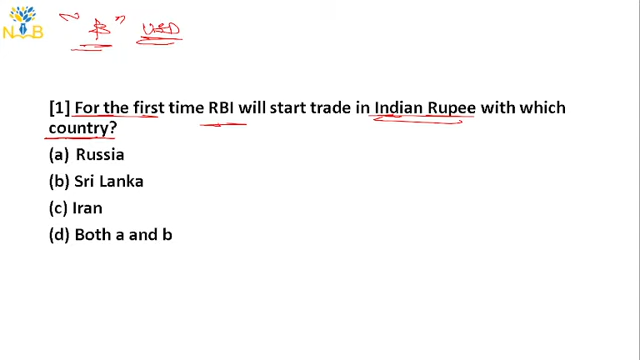 "$" USD
NB
[1] For the first time RBI will start trade in Indian Rupee with which
country?
(a) Russia
(b) Sri Lanka
(c) Iran
(d) Both a and b